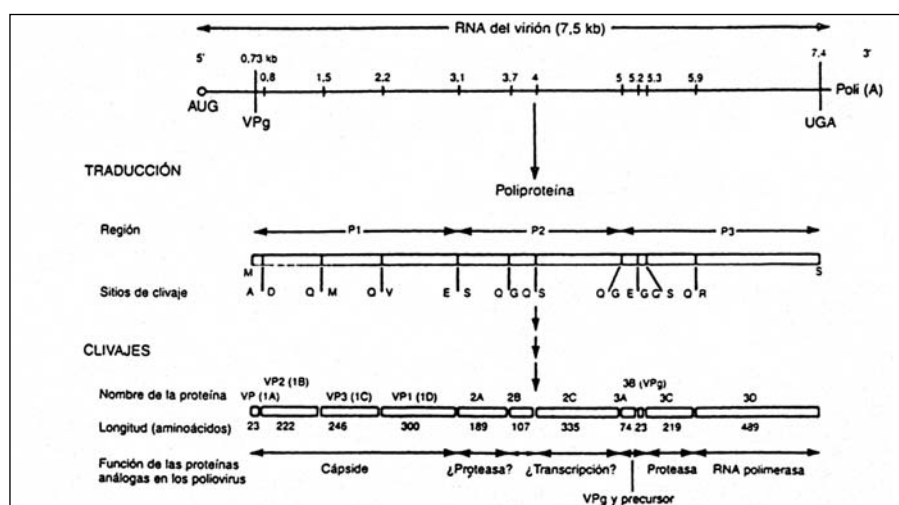 RNA del virión (7,5 kb)
5' 0,73 kb 0,8 1,5 2,2 3,1 3,7 4 5 5,2 5,3 5,9 7,4 3'
AUG VPg UGA Poli (A)
TRADUCCIÓN
Poliproteína
Región P1 P2 P3
M S
Sitios de clivaje A D Q M Q V E S Q G Q S Q G E G G S Q R
CLIVAJES
Nombre de la proteína VP (1A) VP2 (1B) VP3 (1C) VP1 (1D) 2A 2B 2C 3A 3B (VPg) 3C 3D
Longitud (aminoácidos) 23 222 246 300 189 107 335 74 23 219 489
Función de las proteínas Cápside ¿Proteasa? ¿Transcripción? Proteasa RNA polimerasa
análogas en los poliovirus
VPg y precursor